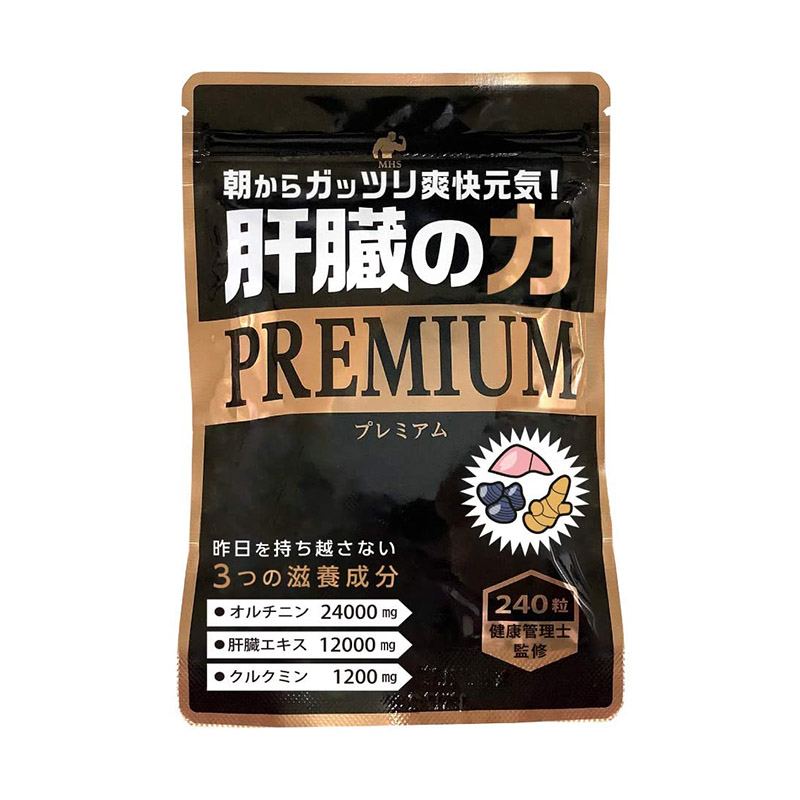 MHS
朝からガッツリ爽快元気!
肝臓の力
PREMIUM
プレミアム
昨日を持ち越さない
3つの滋養成分
●オルチニン 24000mg
●肝臓エキス 12000mg
●クルクミン 1200mg
240粒
健康管理士
監修